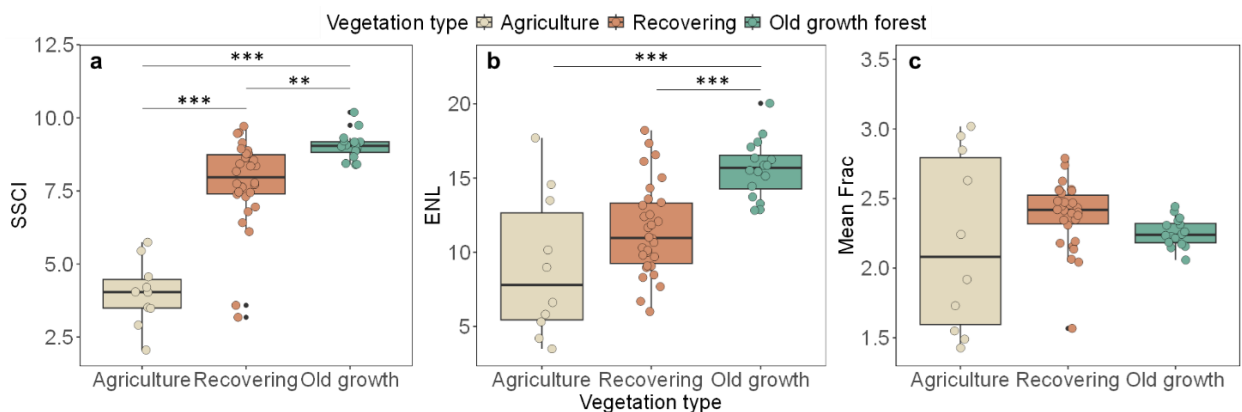 Vegetation type Agriculture Recovering Old growth forest
a
***
**
***
SSCI
12.5
10.0
7.5
5.0
2.5
Agriculture Recovering Old growth
b
***
***
ENL
20
15
10
5
Agriculture Recovering Old growth
Vegetation type
c
Mean Frac
3.5
3.0
2.5
2.0
1.5
Agriculture Recovering Old growth